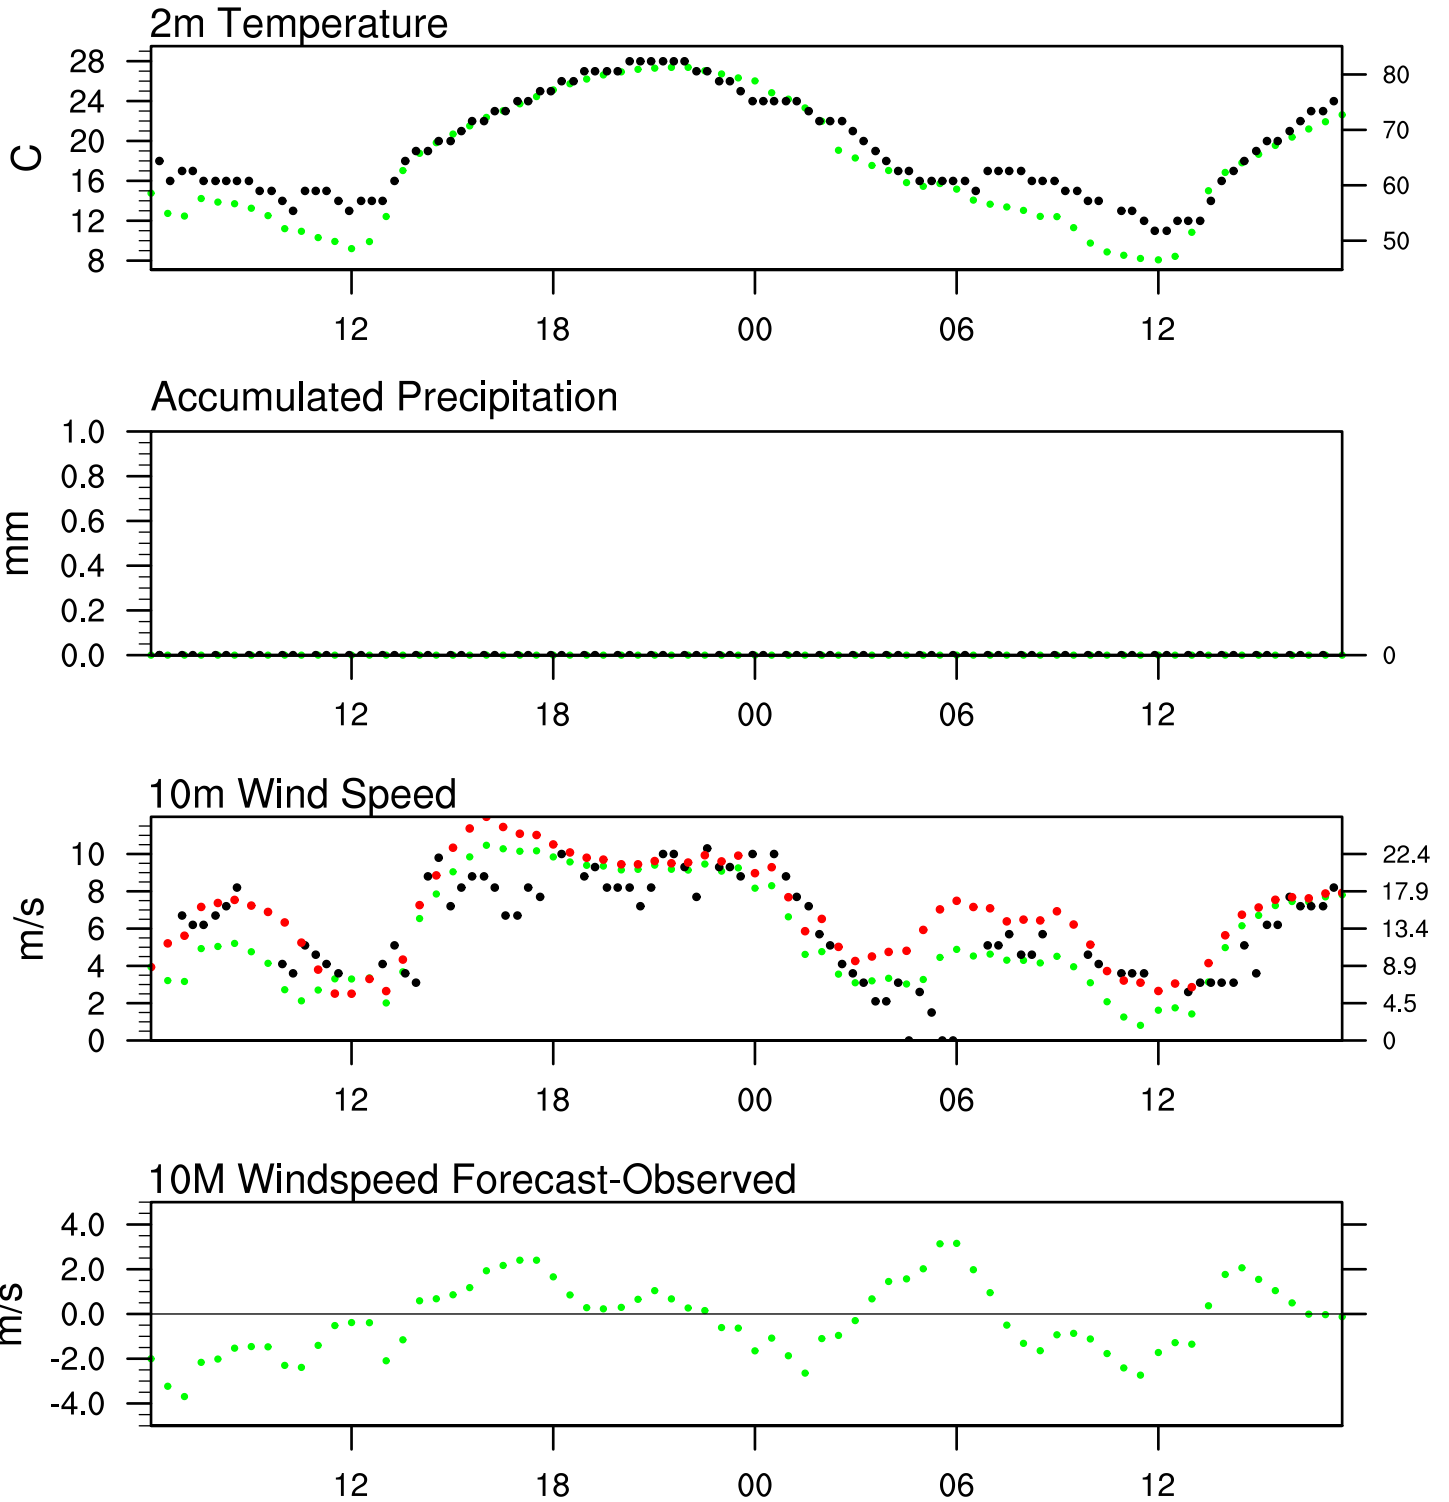 2m Temperature
28
24
20
16
12
8
C
80
70
60
50
12 18 00 06 12
Accumulated Precipitation
1.0
0.8
0.6
0.4
0.2
0.0
mm
0
12 18 00 06 12
10m Wind Speed
10
8
6
4
2
0
m/s
22.4
17.9
13.4
8.9
4.5
0
12 18 00 06 12
10M Windspeed Forecast-Observed
4.0
2.0
0.0
-2.0
-4.0
m/s
12 18 00 06 12